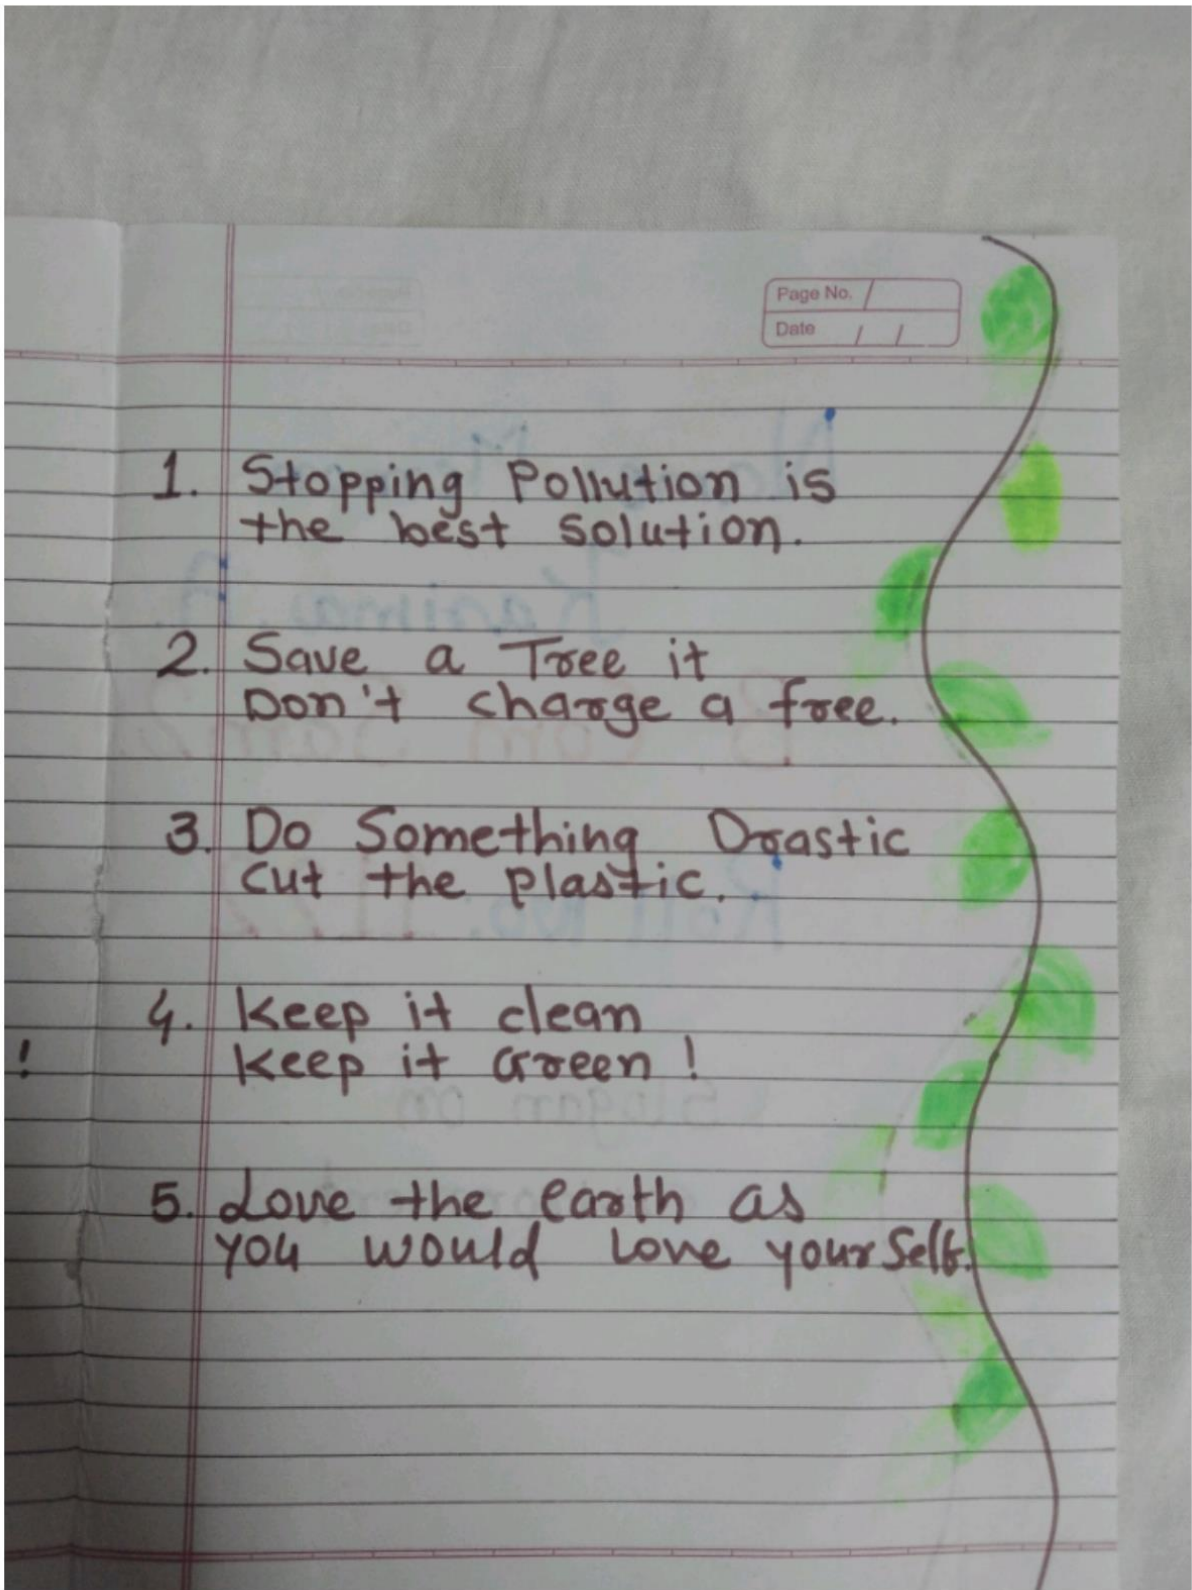 Page No.
Date / /
1. Stopping Pollution is
the best solution.
2. Save a Tree it
Don't charge a free.
3. Do Something Drastic
cut the plastic.
4. Keep it clean
!
Keep it Green !
5. Love the earth as
you would love your Self.